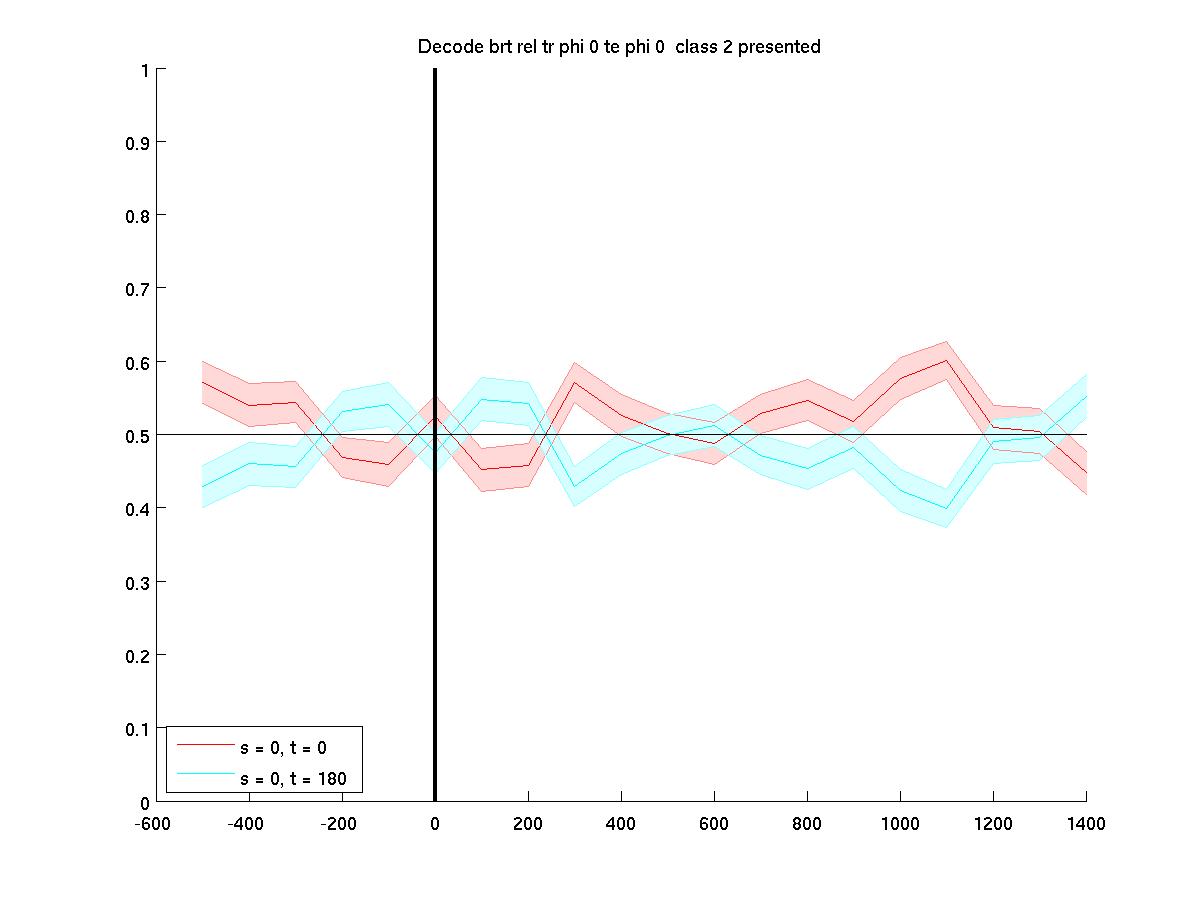 Decode brt rel tr phi 0 te phi 0  class 2 presented
1
0.9
0.8
0.7
0.6
0.5
0.4
0.3
0.2
0.1
0
s = 0, t = 0
s = 0, t = 180
-600 -400 -200 0 200 400 600 800 1000 1200 1400